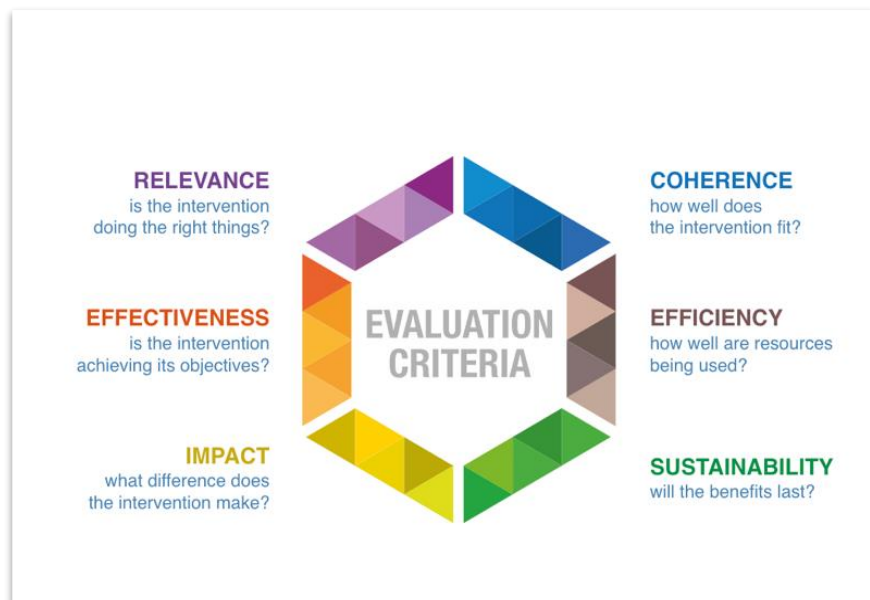 RELEVANCE
is the intervention
doing the right things?
COHERENCE
how well does
the intervention fit?
EFFECTIVENESS
is the intervention
achieving its objectives?
EVALUATION
CRITERIA
EFFICIENCY
how well are resources
being used?
IMPACT
what difference does
the intervention make?
SUSTAINABILITY
will the benefits last?